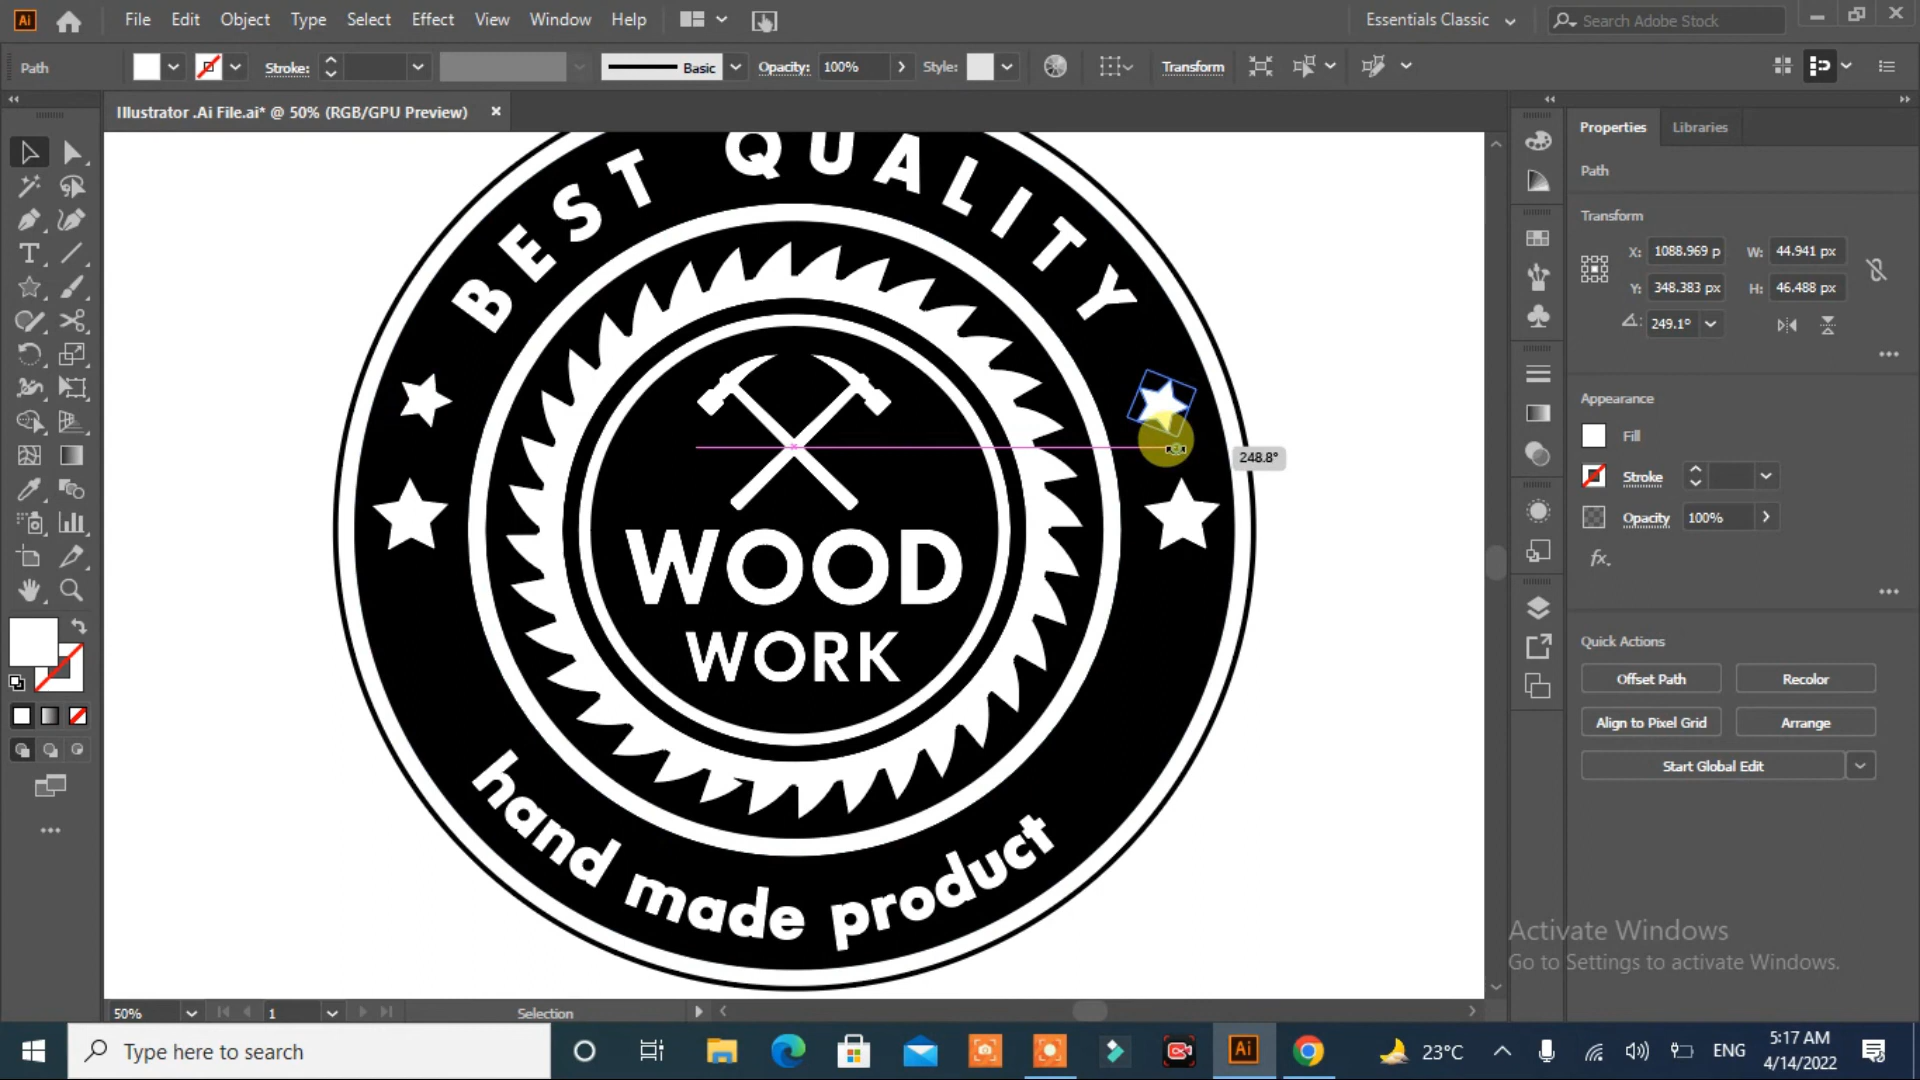 File Edit Object Type Select Effect View Window Help
Essentials Classic
Search Adobe Stock
Path
Stroke:
Basic
Opacity: 100%
Style:
Transform
Illustrator .Ai File.ai* @ 50% (RGB/GPU Preview)
BEST QUALITY
WOOD
WORK
hand made product
248.8°
Properties Libraries
Path
Transform
X: 1088.969 p W: 44.941 px
Y: 348.383 px H: 46.488 px
249.1°
Appearance
Fill
Stroke
Opacity 100%
fx.
Quick Actions
Offset Path Recolor
Align to Pixel Grid Arrange
Start Global Edit
Activate Windows
Go to Settings to activate Windows.
50% 1 Selection
Type here to search
Ai
23°C ENG
5:17 AM
4/14/2022